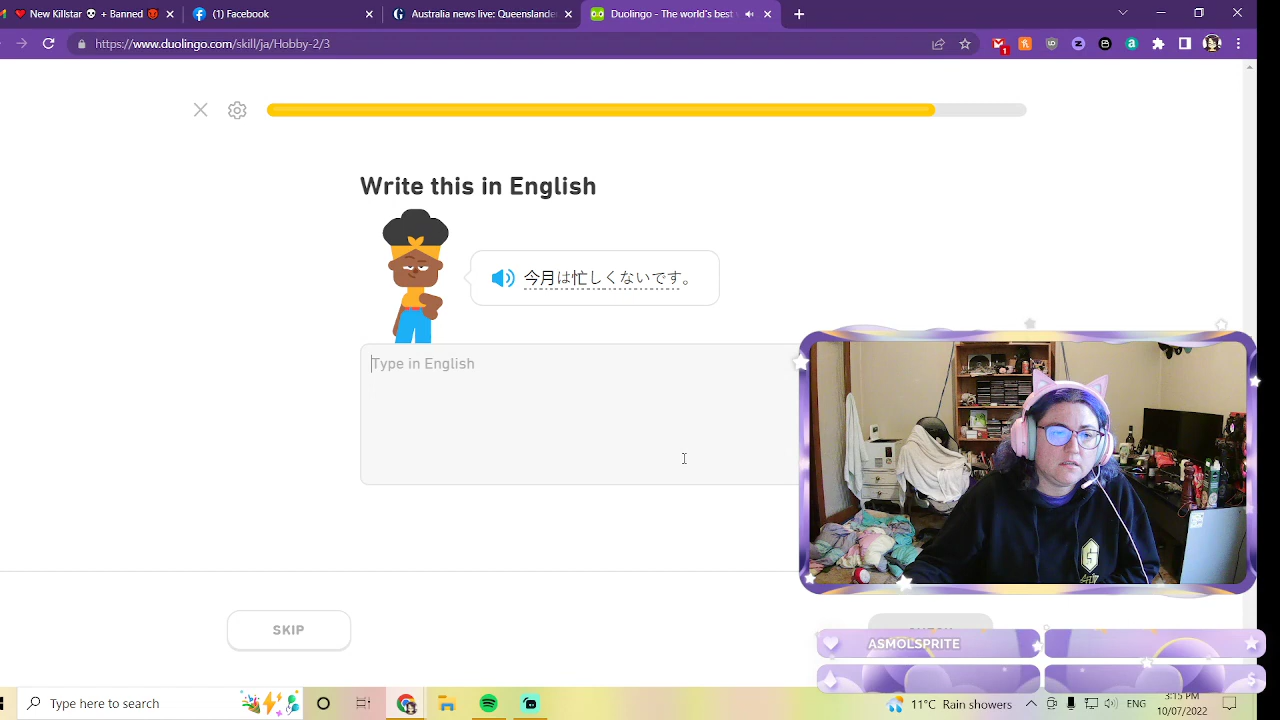 New Killstar 😳 + Banned 👹
(1) Facebook
Australia news live: Queenslande
Duolingo - The world's best
https://www.duolingo.com/skill/ja/Hobby-2/3
1
Write this in English
今月は忙しくないです。
Type in English
SKIP
ASMOLSPRITE
$
Type here to search
11°C Rain showers
ENG
3:15 PM
10/07/2022